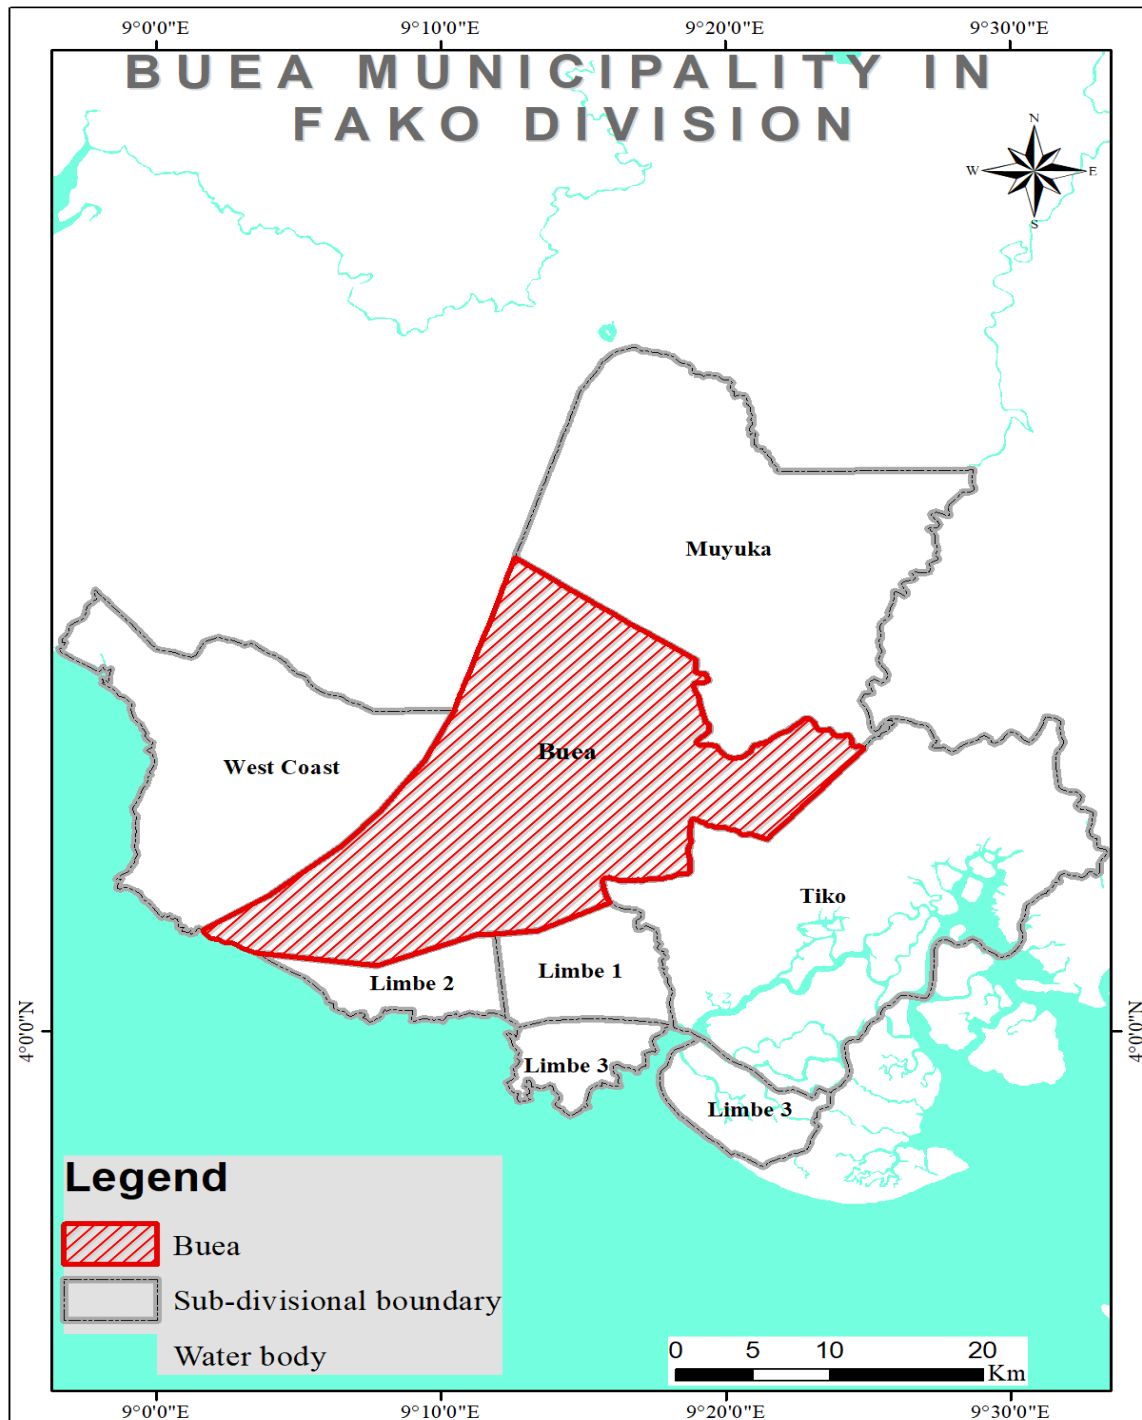 9°0'0"E 9°10'0"E 9°20'0"E 9°30'0"E
BUEA MUNICIPALITY IN
FAKO DIVISION
N
W E
S
Muyuka
Buea
West Coast
Tiko
Limbe 1
Limbe 2
4°0'0"N 4°0'0"N
Limbe 3
Limbe 3
Legend
Buea
Sub-divisional boundary
Water body
0 5 10 20
Km
9°0'0"E 9°10'0"E 9°20'0"E 9°30'0"E